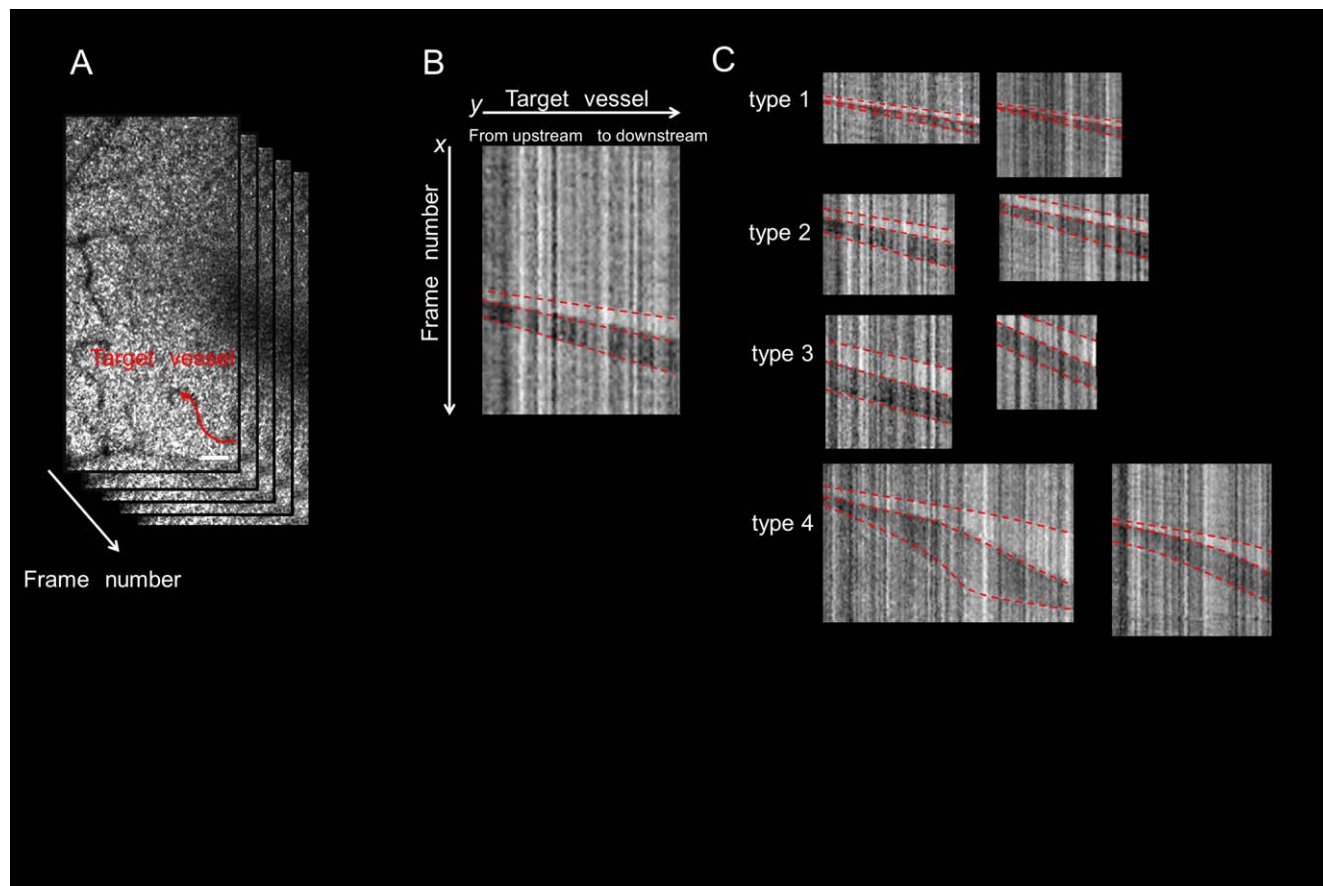 A
Target vessel
Frame number
B
y
Target vessel
From upstream to downstream
x
Frame number
C
type 1
type 2
type 3
type 4